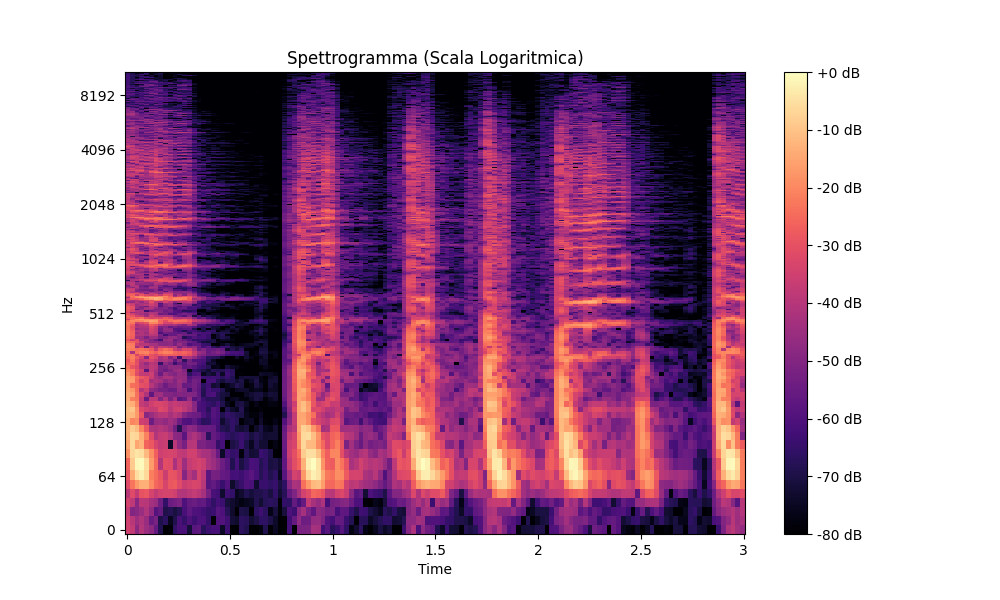 Spettrogramma (Scala Logaritmica)
Hz
8192
4096
2048
1024
512
256
128
64
0
0 0.5 1 1.5 2 2.5 3
Time
+0 dB
-10 dB
-20 dB
-30 dB
-40 dB
-50 dB
-60 dB
-70 dB
-80 dB